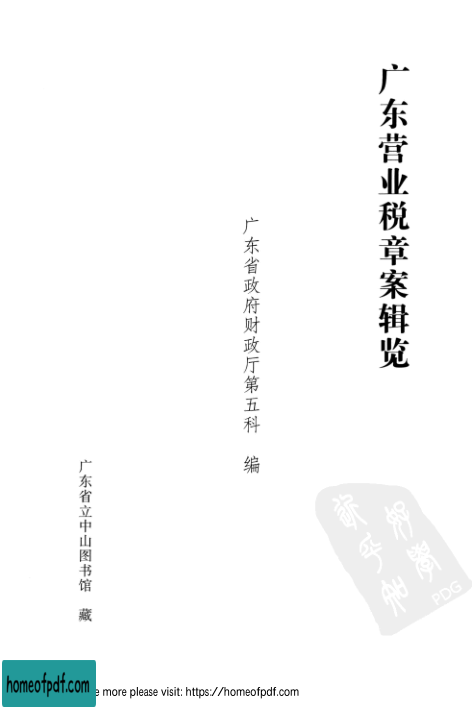 广东营业税章案辑览
广东省政府财政厅第五科 编
广东省立中山图书馆 藏
PDG
homeofpdf.com
e more please visit: https://homeofpdf.com